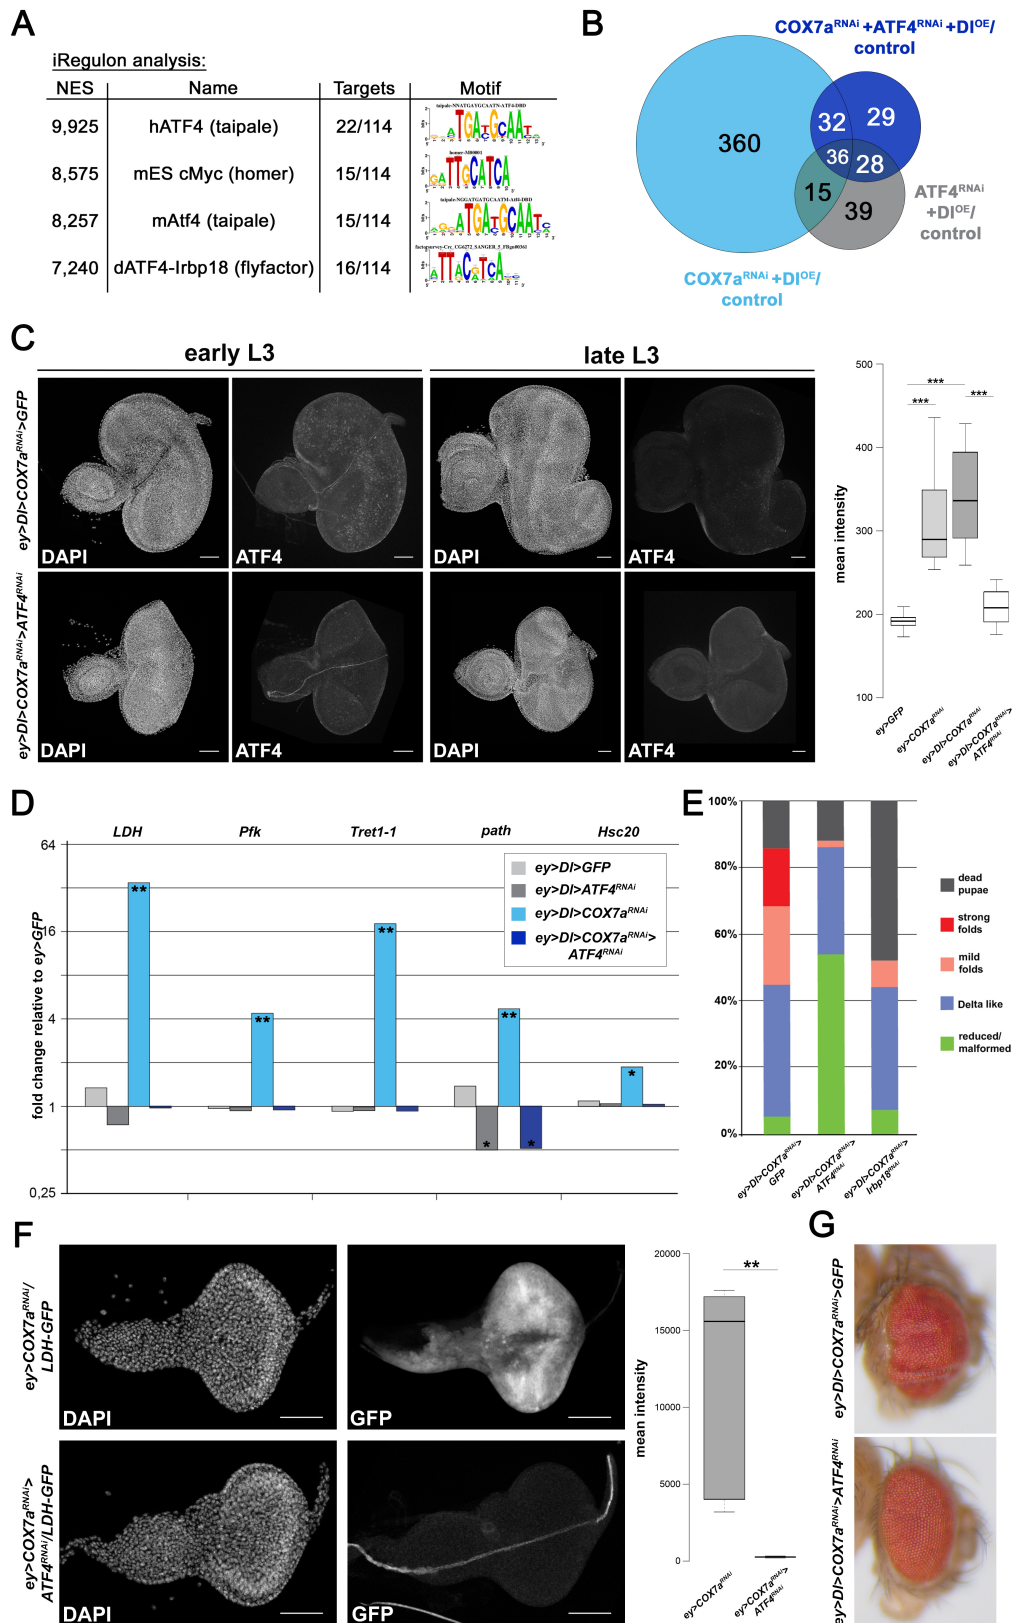 A
iRegulon analysis:
NES Name Targets Motif
9,925 hATF4 (taipale) 22/114
taipale-NNATGAYGCAATN-ATF4-DBD
8,575 mES cMyc (homer) 15/114
homer-M00001
8,257 mAtf4 (taipale) 15/114
7,240 dATF4-Irbp18 (flyfactor) 16/114
B
COX7aRNAi +ATF4RNAi +DlOE/
control
360
32
29
36
28
15
39
ATF4RNAi
+DlOE/
control
COX7aRNAi +DlOE/
control
C
early L3
late L3
ey>Dl>COX7aRNAi>GFP
DAPI
ATF4
DAPI
ATF4
ey>Dl>COX7aRNAi>ATF4RNAi
DAPI
ATF4
DAPI
ATF4
mean intensity
500
400
300
200
100
***
***
***
ey>GFP
ey>COX7aRNAi
ey>Dl>COX7aRNAi
ey>Dl>COX7aRNAi>
ATF4RNAi
D
LDH
Pfk
Tret1-1
path
Hsc20
fold change relative to ey>GFP
64
16
4
1
0,25
**
**
**
**
*
*
*
ey>Dl>GFP
ey>Dl>ATF4RNAi
ey>Dl>COX7aRNAi
ey>Dl>COX7aRNAi>
ATF4RNAi
E
100%
80%
60%
40%
20%
0%
dead
pupae
strong
folds
mild
folds
Delta like
reduced/
malformed
ey>Dl>COX7aRNAi>
GFP
ey>Dl>COX7aRNAi>
ATF4RNAi
ey>Dl>COX7aRNAi>
Irbp18RNAi
F
ey>COX7aRNAi/
LDH-GFP
DAPI
GFP
ey>COX7aRNAi>
ATF4RNAi/LDH-GFP
DAPI
GFP
mean intensity
20000
15000
10000
5000
0
**
ey>COX7aRNAi
ey>COX7aRNAi>
ATF4RNAi
G
ey>Dl>COX7aRNAi>GFP
ey>Dl>COX7aRNAi>ATF4RNAi